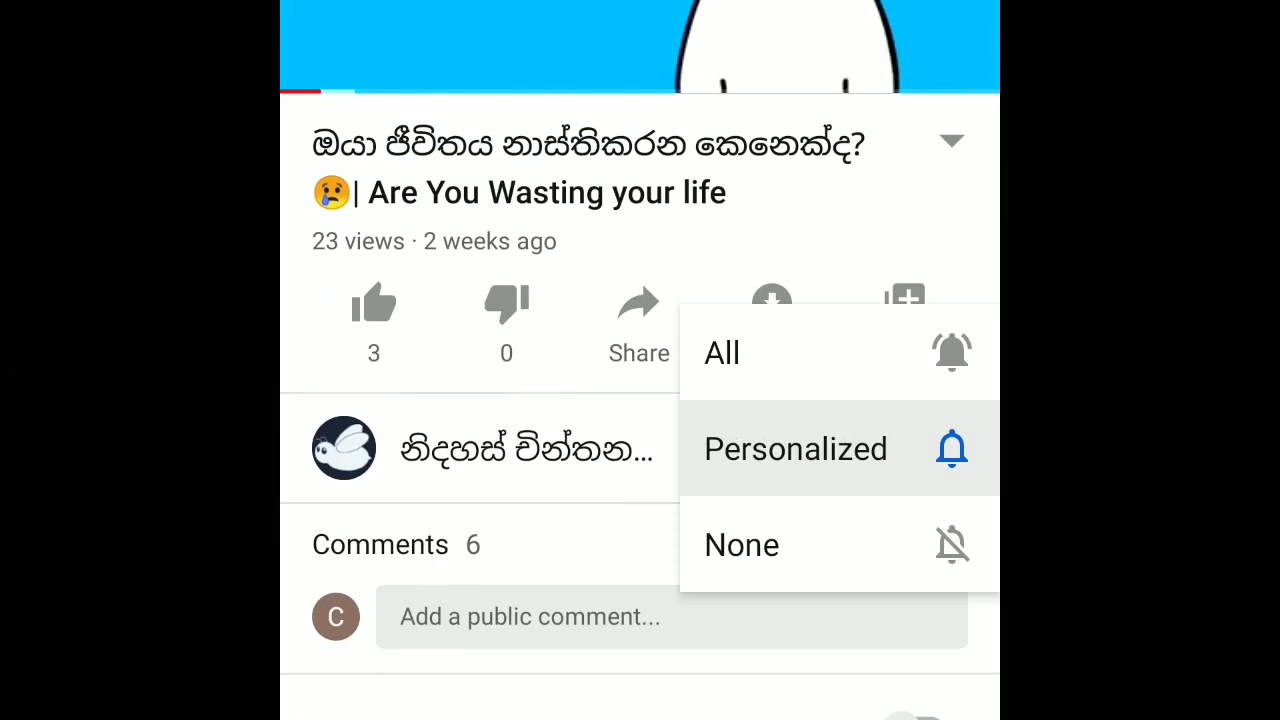 ඔයා ජීවිතය නාස්තිකරන කෙනෙක්ද?
😢| Are You Wasting your life
23 views · 2 weeks ago
3
0
Share
All
නිදහස් චින්තන...
Personalized
Comments 6
None
C
Add a public comment...